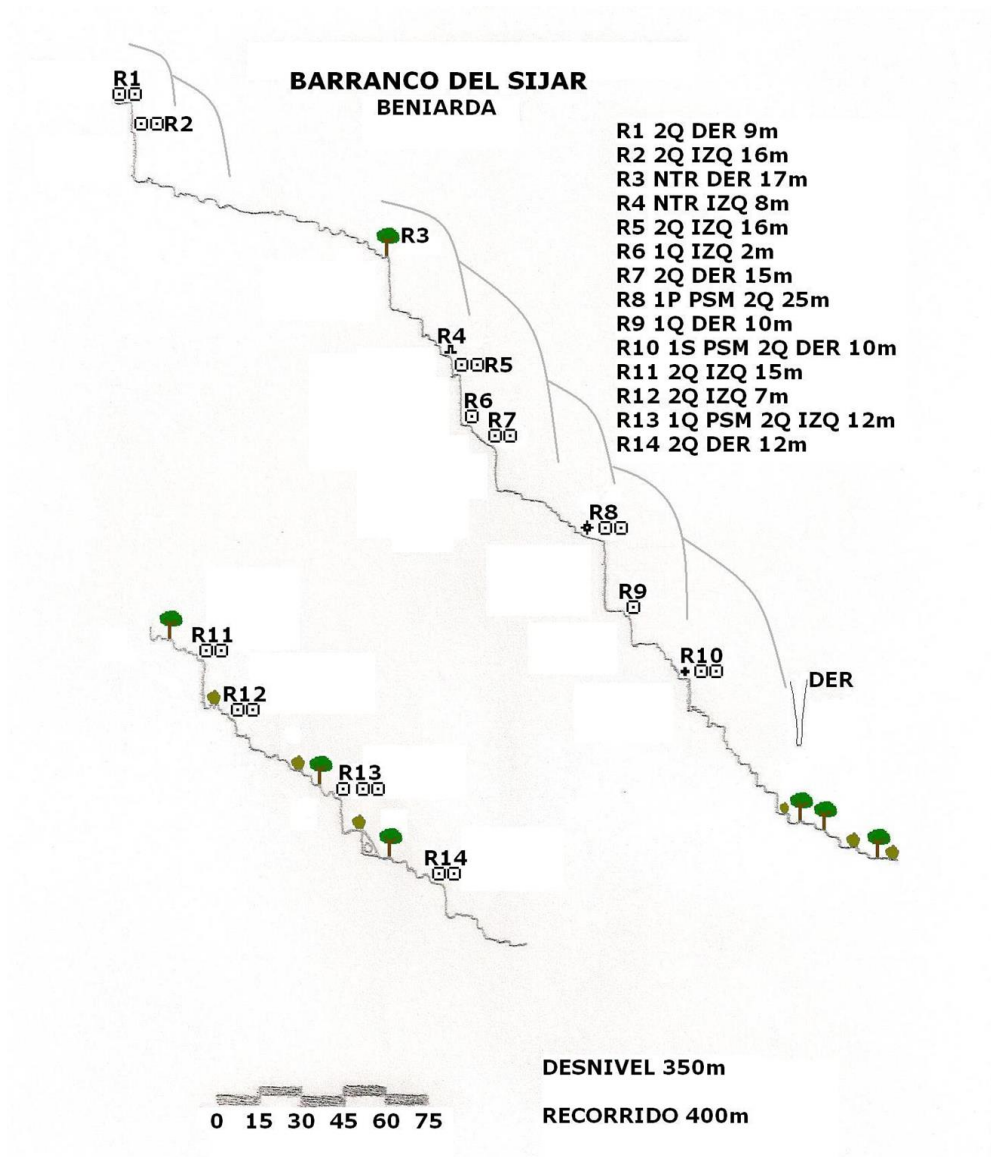 BARRANCO DEL SIJAR
BENIARDA
R1
R2
R3
R4
R5
R6
R7
R8
R9
R10
DER
R1 2Q DER 9m
R2 2Q IZQ 16m
R3 NTR DER 17m
R4 NTR IZQ 8m
R5 2Q IZQ 16m
R6 1Q IZQ 2m
R7 2Q DER 15m
R8 1P PSM 2Q 25m
R9 1Q DER 10m
R10 1S PSM 2Q DER 10m
R11 2Q IZQ 15m
R12 2Q IZQ 7m
R13 1Q PSM 2Q IZQ 12m
R14 2Q DER 12m
R11
R12
R13
R14
0 15 30 45 60 75
DESNIVEL 350m
RECORRIDO 400m